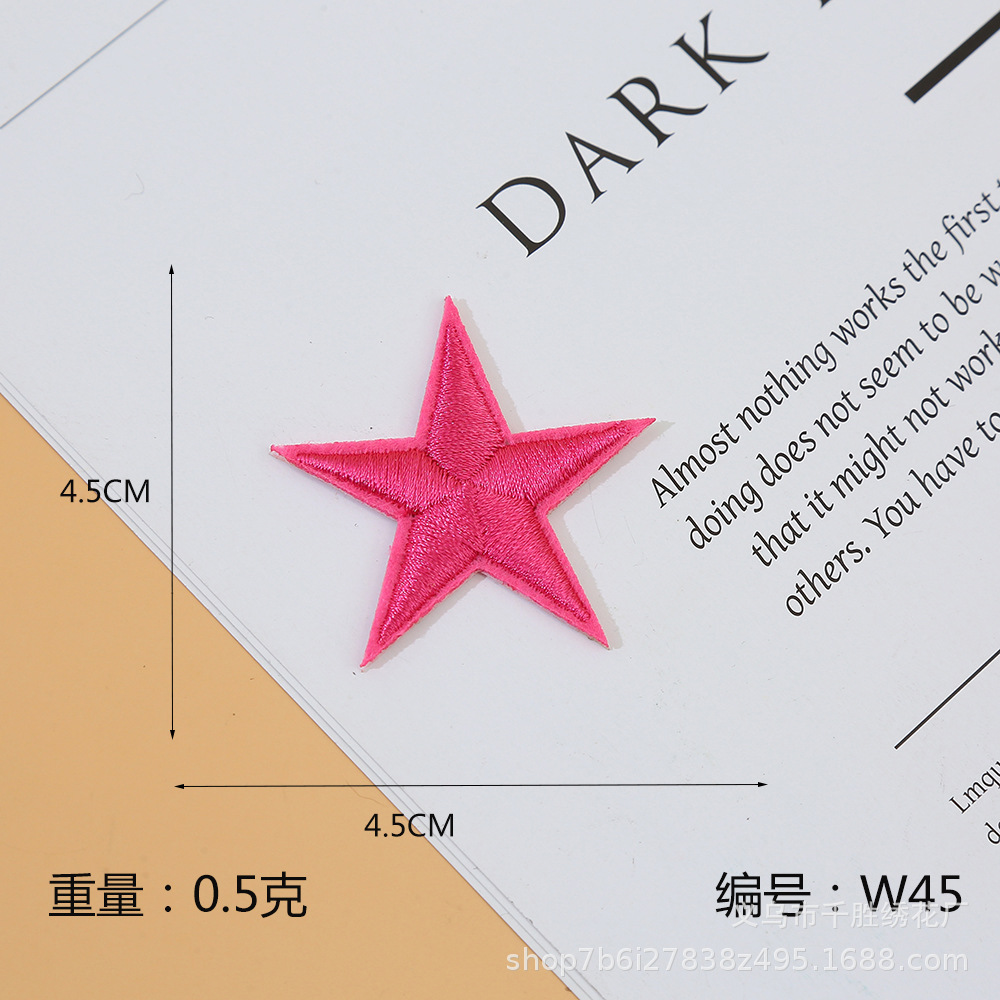 DARK
Almost nothing works the first
doing does not seem to be
that it might not work
others. You have to
4.5CM
4.5CM
重量：0.5克
编号：W45
义乌市千胜绣花厂
shop7b6i27838z495.1688.com